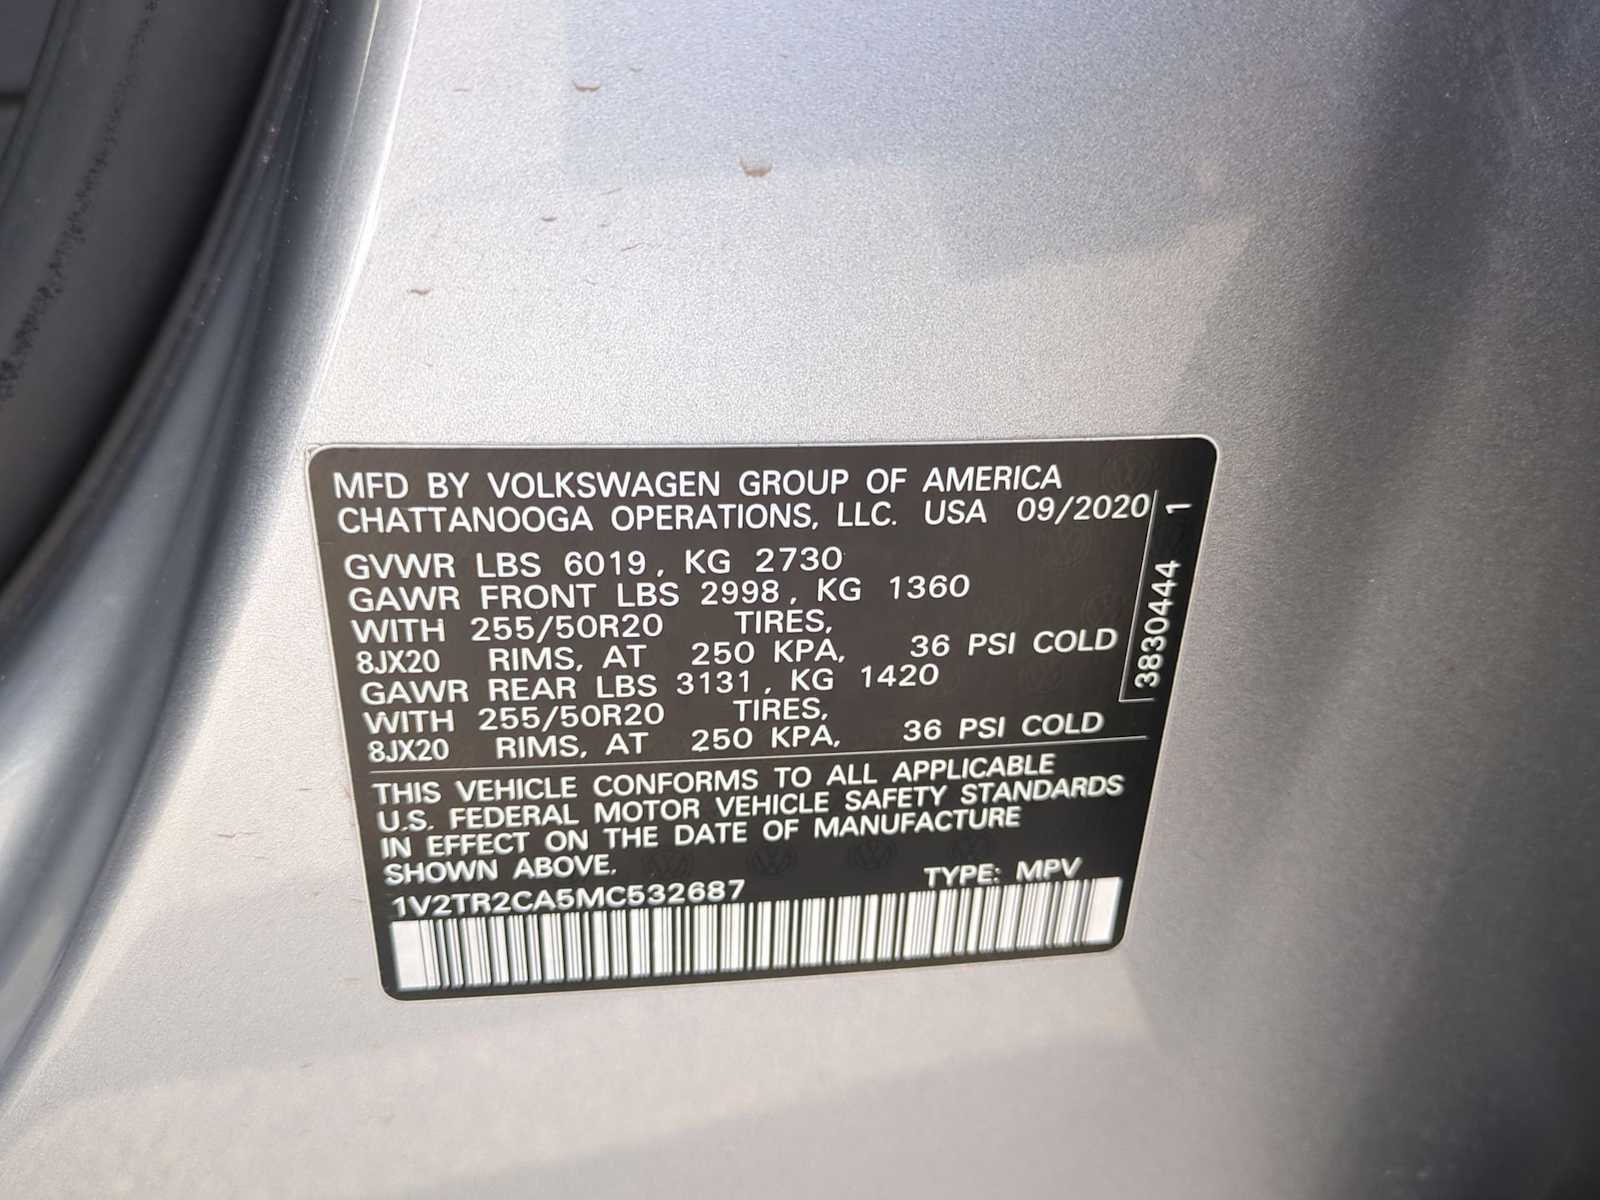 MFD BY VOLKSWAGEN GROUP OF AMERICA
CHATTANOOGA OPERATIONS, LLC. USA 09/2020
GVWR LBS 6019, KG 2730
GAWR FRONT LBS 2998, KG 1360
WITH 255/50R20 TIRES,
8JX20 RIMS, AT 250 KPA, 36 PSI COLD
GAWR REAR LBS 3131, KG 1420
WITH 255/50R20 TIRES,
8JX20 RIMS, AT 250 KPA, 36 PSI COLD
3830444 1
THIS VEHICLE CONFORMS TO ALL APPLICABLE
U.S. FEDERAL MOTOR VEHICLE SAFETY STANDARDS
IN EFFECT ON THE DATE OF MANUFACTURE
SHOWN ABOVE.
1V2TR2CA5MC532687 TYPE: MPV